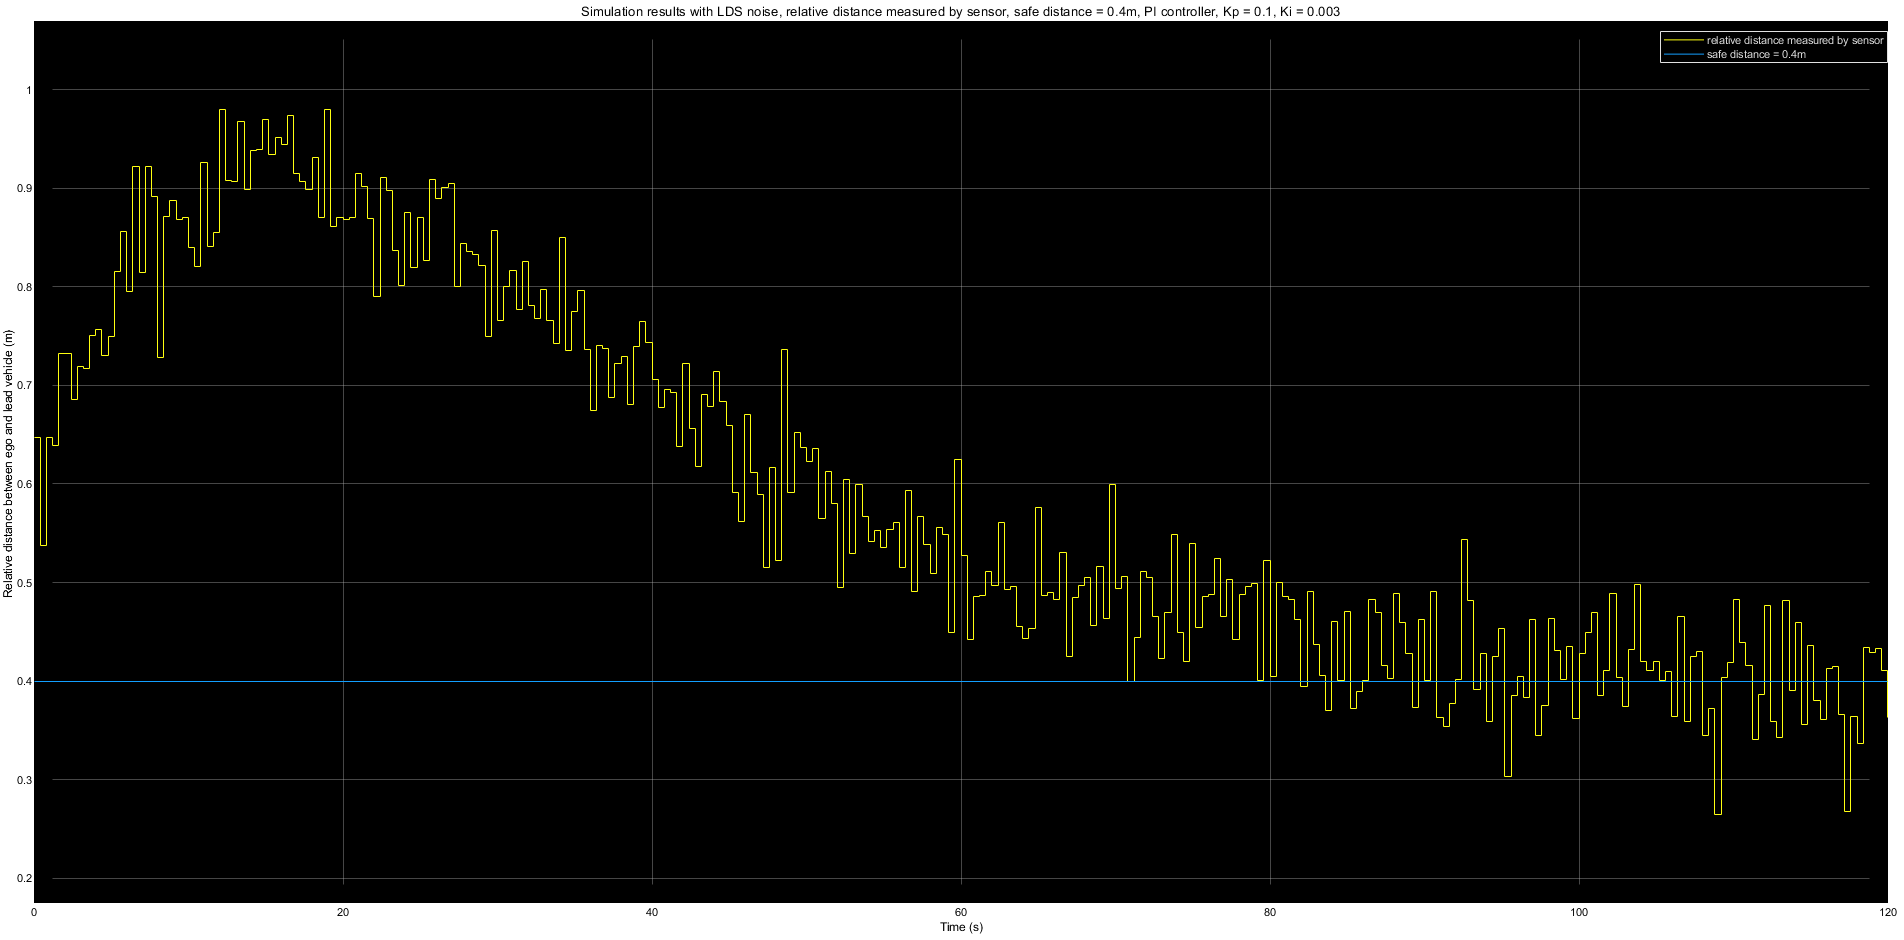 Simulation results with LDS noise, relative distance measured by sensor, safe distance = 0.4m, PI controller, Kp = 0.1, Ki = 0.003
relative distance measured by sensor
safe distance = 0.4m
Relative distance between ego and lead vehicle (m)
1
0.9
0.8
0.7
0.6
0.5
0.4
0.3
0.2
0 20 40 60 80 100 120
Time (s)